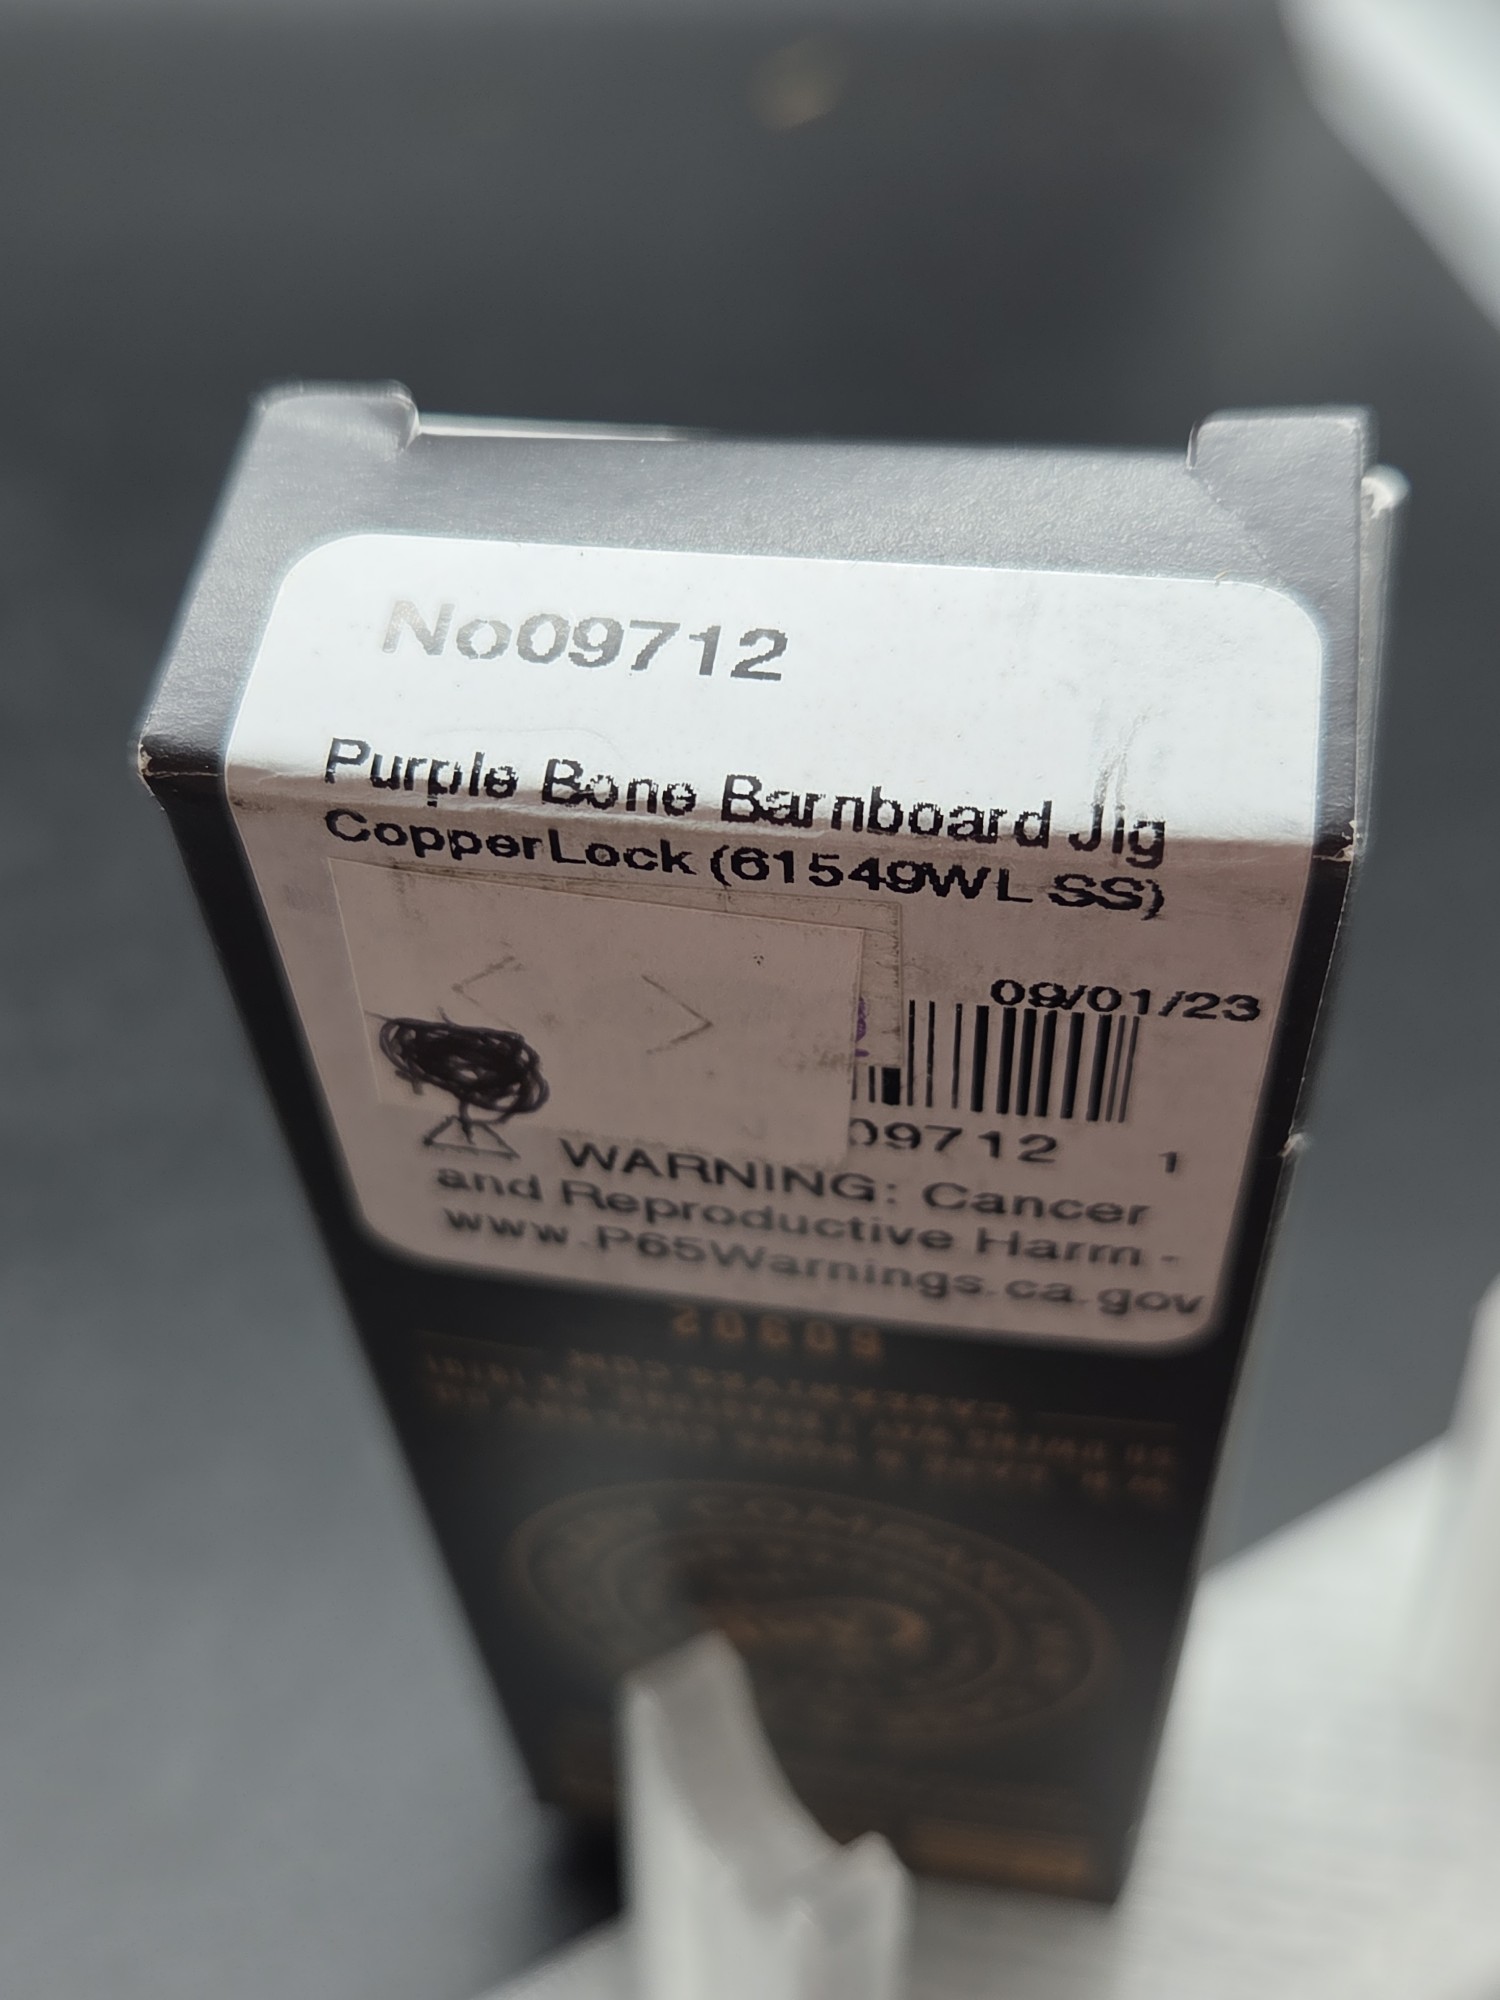 No09712
Purple Bone Barnboard Jig
CopperLock (61549WL SS)
09/01/23
09712 1
WARNING: Cancer
and Reproductive Harm -
www.P65Warnings.ca.gov